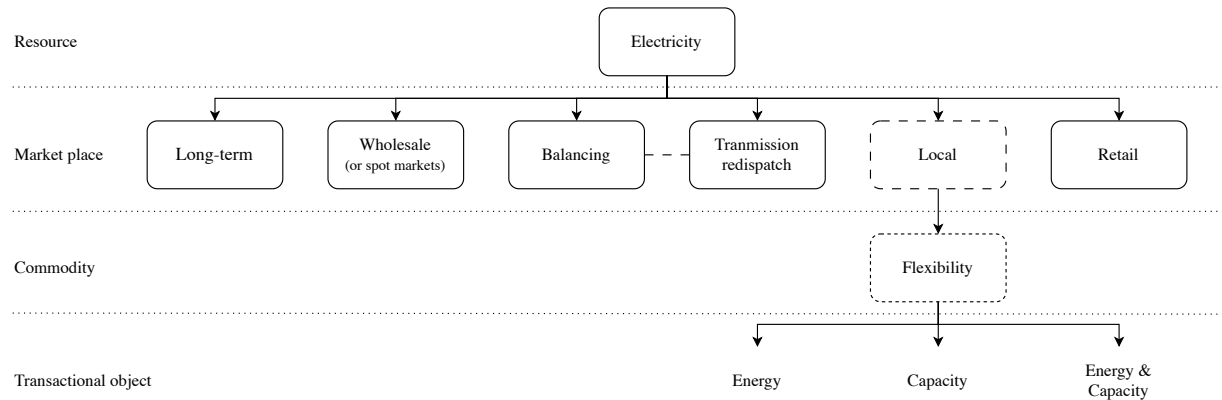 Resource
Electricity
Market place
Long-term
Wholesale
(or spot markets)
Balancing
Tranmission
redispatch
Local
Retail
Commodity
Flexibility
Transactional object
Energy
Capacity
Energy &
Capacity